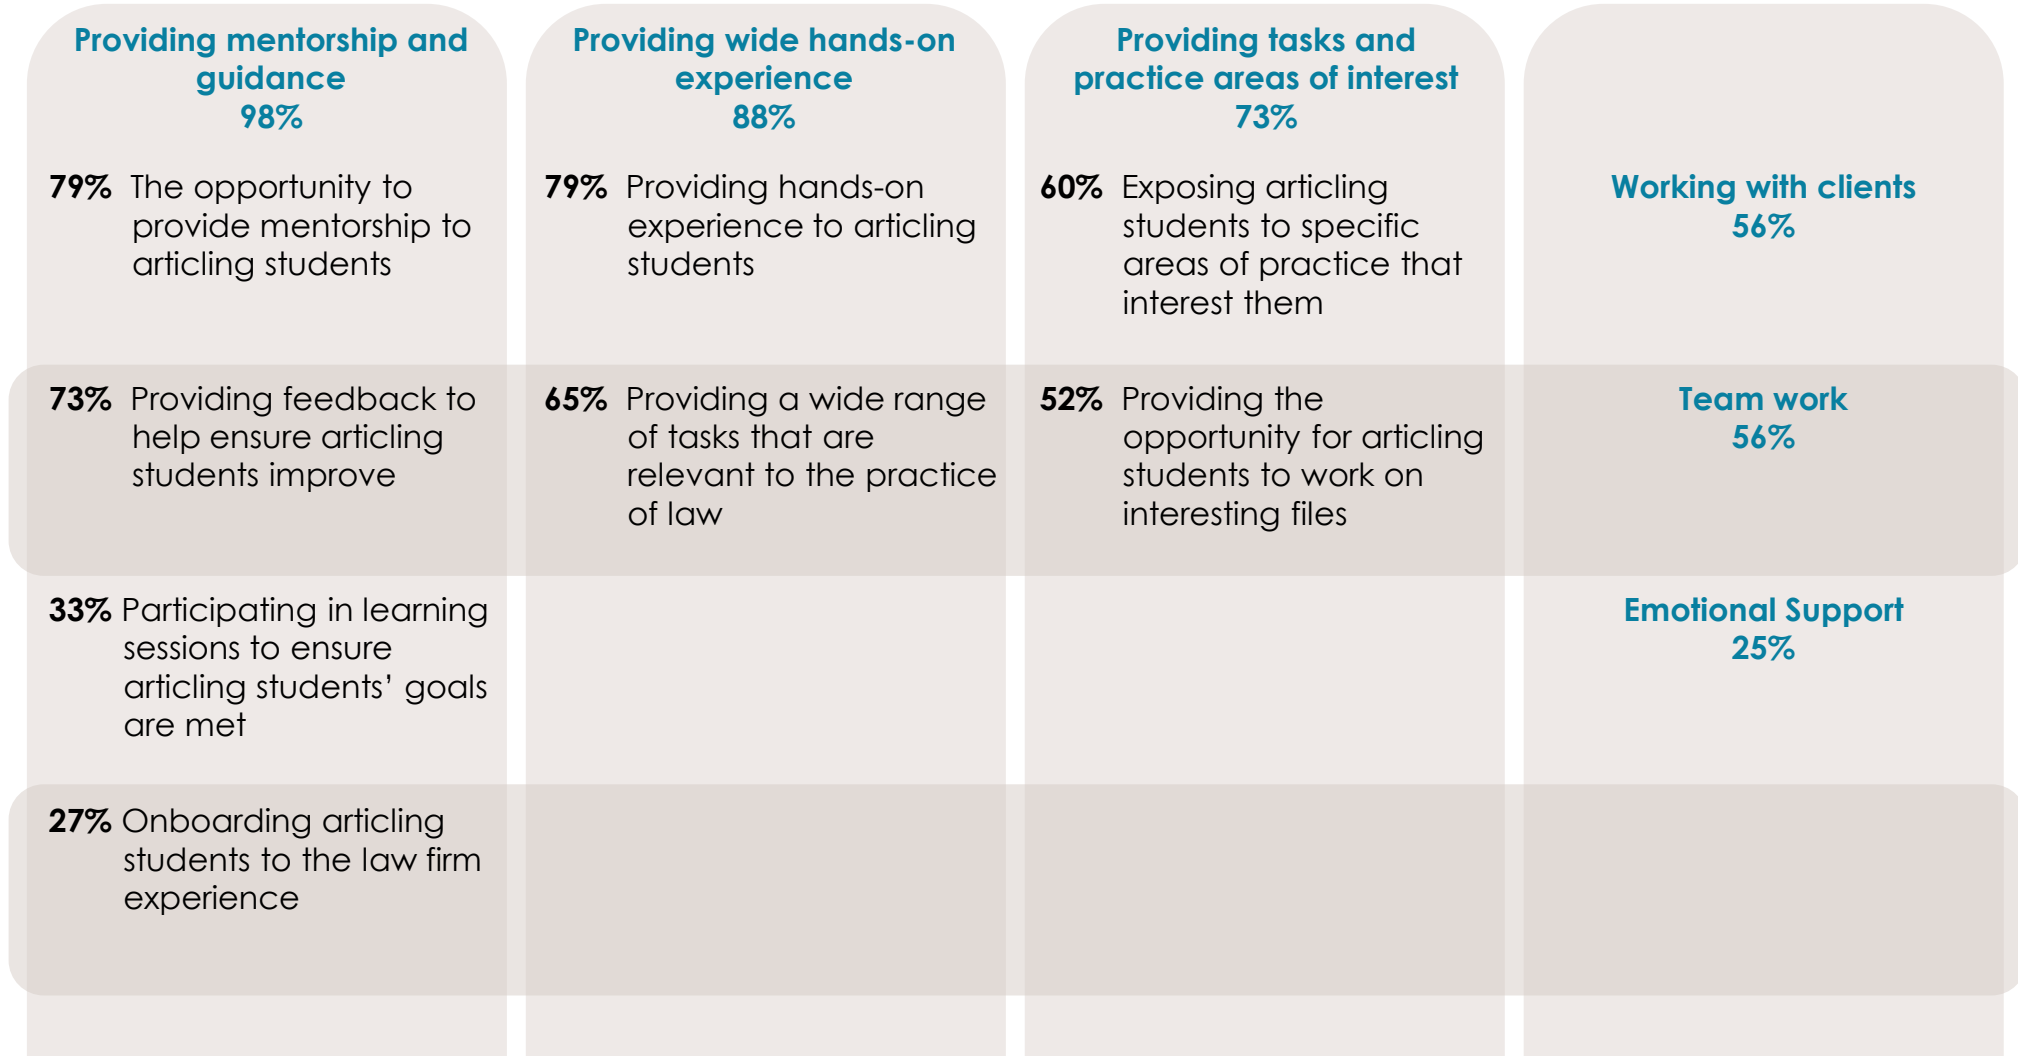 Providing mentorship and
guidance
98%
79% The opportunity to
provide mentorship to
articling students
73% Providing feedback to
help ensure articling
students improve
33% Participating in learning
sessions to ensure
articling students’ goals
are met
27% Onboarding articling
students to the law firm
experience
Providing wide hands-on
experience
88%
79% Providing hands-on
experience to articling
students
65% Providing a wide range
of tasks that are
relevant to the practice
of law
Providing tasks and
practice areas of interest
73%
60% Exposing articling
students to specific
areas of practice that
interest them
52% Providing the
opportunity for articling
students to work on
interesting files
Working with clients
56%
Team work
56%
Emotional Support
25%